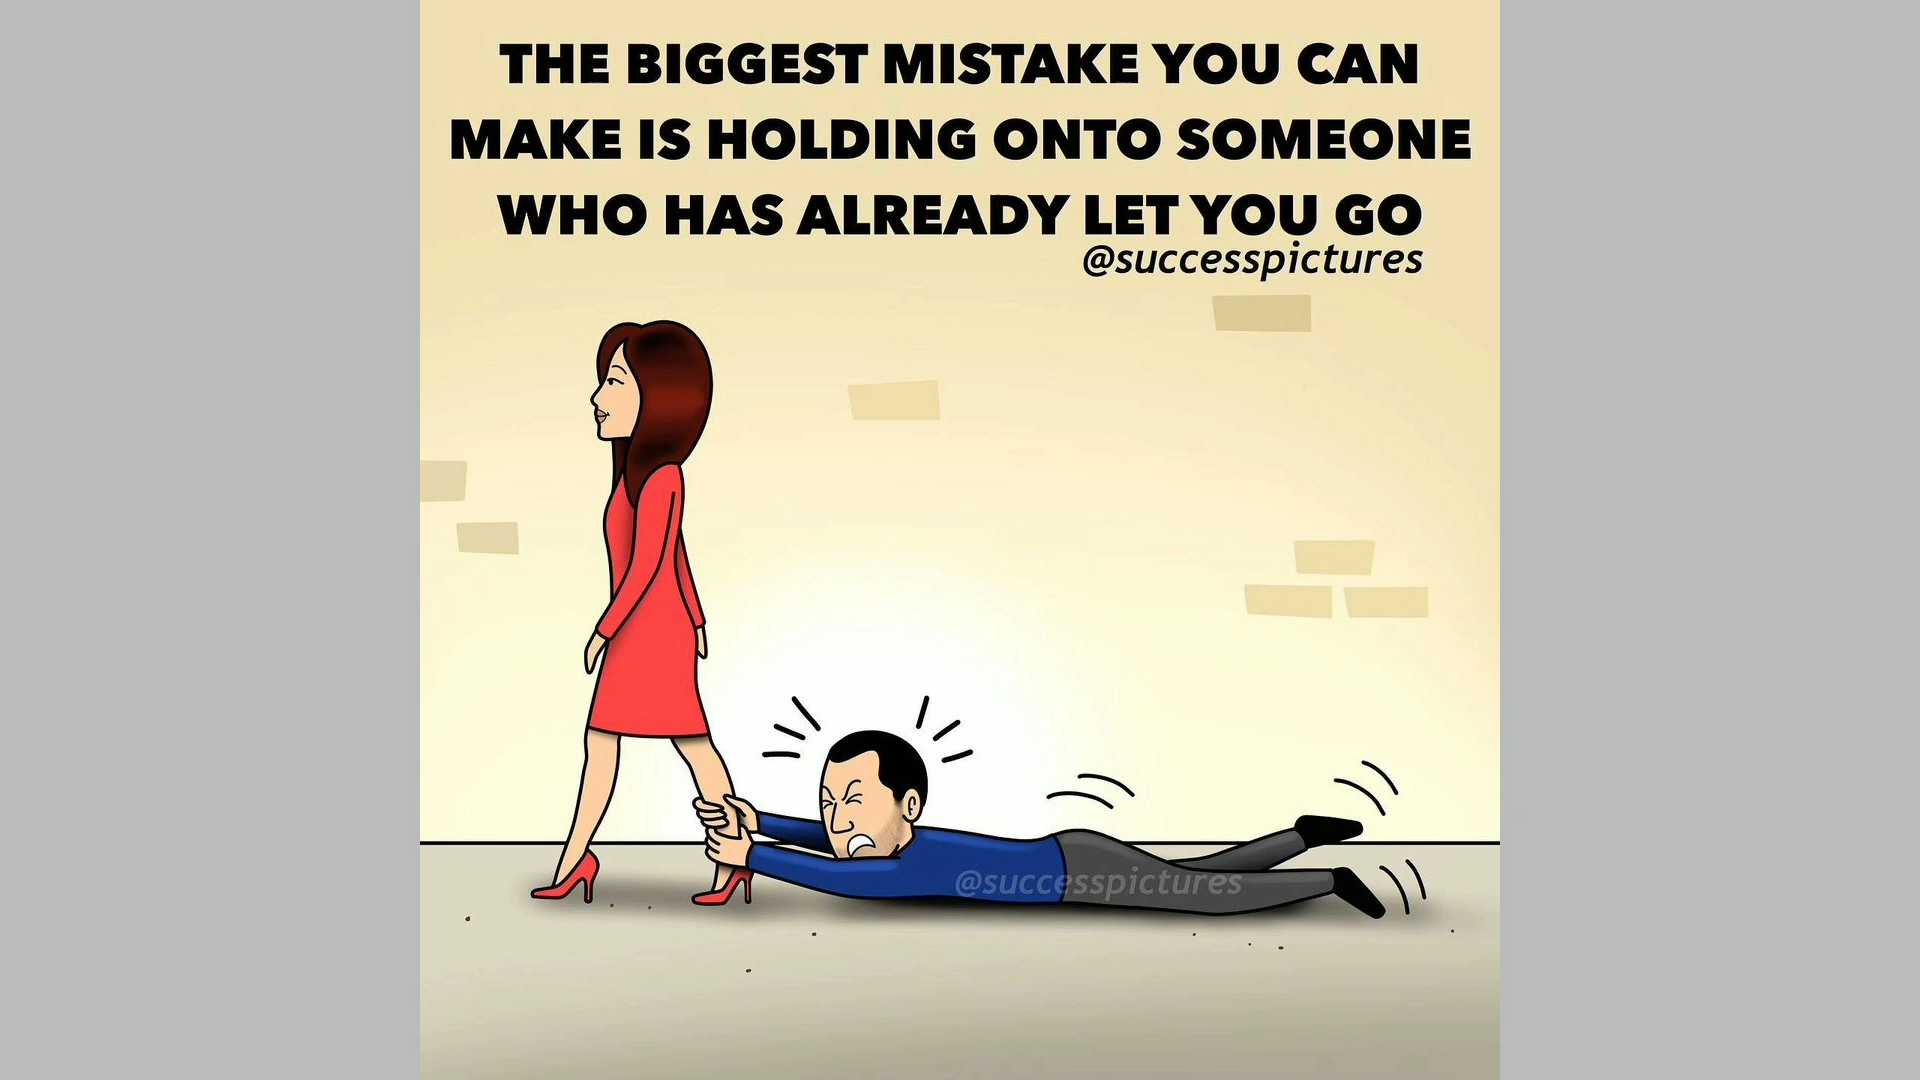 THE BIGGEST MISTAKE YOU CAN
MAKE IS HOLDING ONTO SOMEONE
WHO HAS ALREADY LET YOU GO
@successpictures
@successpictures